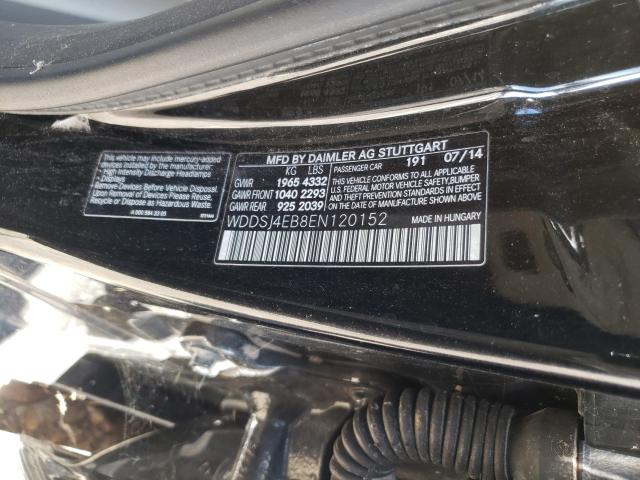 This vehicle may include mercury-added
devices installed by the manufacturer:
High Intensity Discharge Headlamps
Remove Devices Before Vehicle Disposal.
Upon Removal of Devices Please Reuse,
Recycle or Dispose as Hazardous Waste.
A 000 584 22 05
MFD BY DAIMLER AG STUTTGART
KG LBS PASSENGER CAR 191 07/14
GVWR 1965 4332
GAWR FRONT 1040 2293
GAWR REAR 925 2039
THIS VEHICLE CONFORMS TO ALL APPLICABLE
U.S. FEDERAL MOTOR VEHICLE SAFETY, BUMPER
AND THEFT PREVENTION STANDARDS IN EFFECT
ON THE DATE OF MANUFACTURE SHOWN ABOVE.
WDDSJ4EB8EN120152
MADE IN HUNGARY